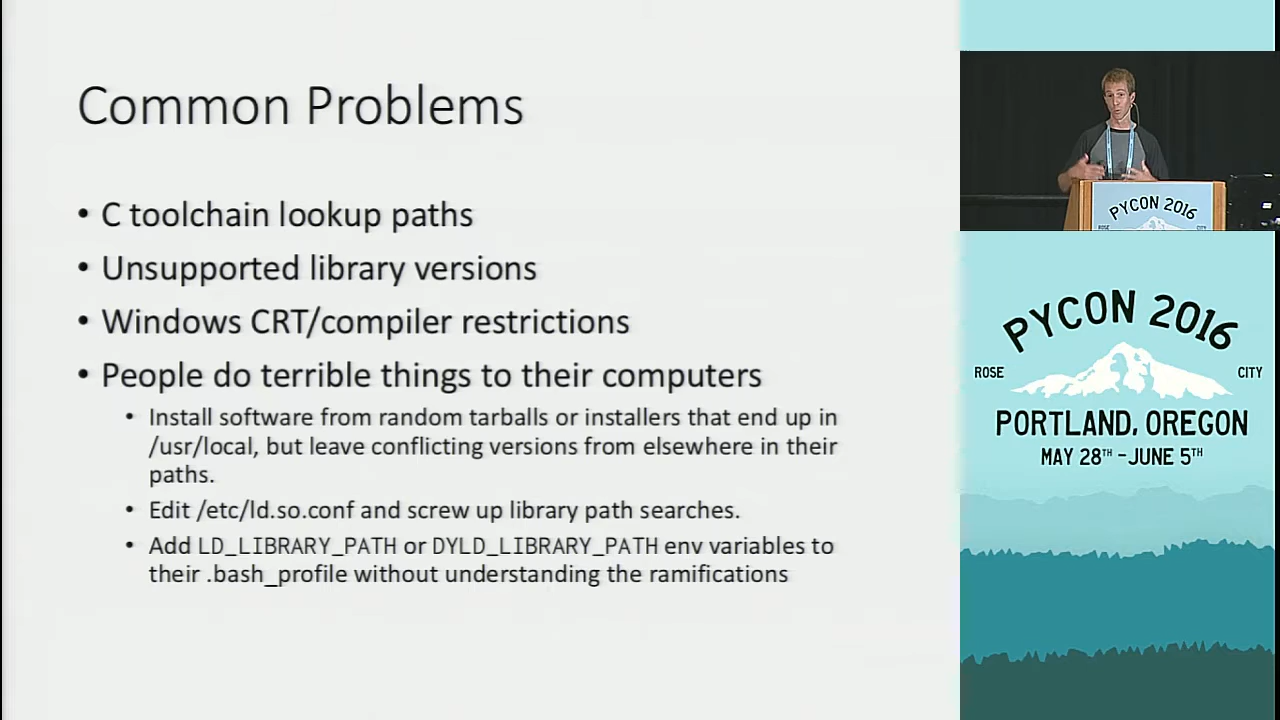 Common Problems
• C toolchain lookup paths
• Unsupported library versions
• Windows CRT/compiler restrictions
• People do terrible things to their computers
• Install software from random tarballs or installers that end up in
/usr/local, but leave conflicting versions from elsewhere in their
paths.
• Edit /etc/ld.so.conf and screw up library path searches.
• Add LD_LIBRARY_PATH or DYLD_LIBRARY_PATH env variables to
their .bash_profile without understanding the ramifications
PYCON 2016
ROSE CITY
PYCON 2016
ROSE CITY
PORTLAND, OREGON
MAY 28TH - JUNE 5TH